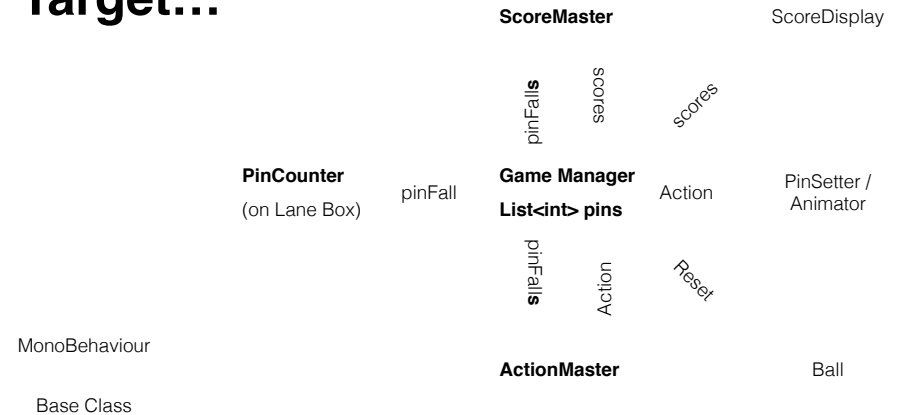 Target...
ScoreMaster
ScoreDisplay
pinFalls
scores
scores
PinCounter
(on Lane Box)
pinFall
Game Manager
List<int> pins
Action
PinSetter /
Animator
pinFalls
Action
Reset
MonoBehaviour
ActionMaster
Ball
Base Class